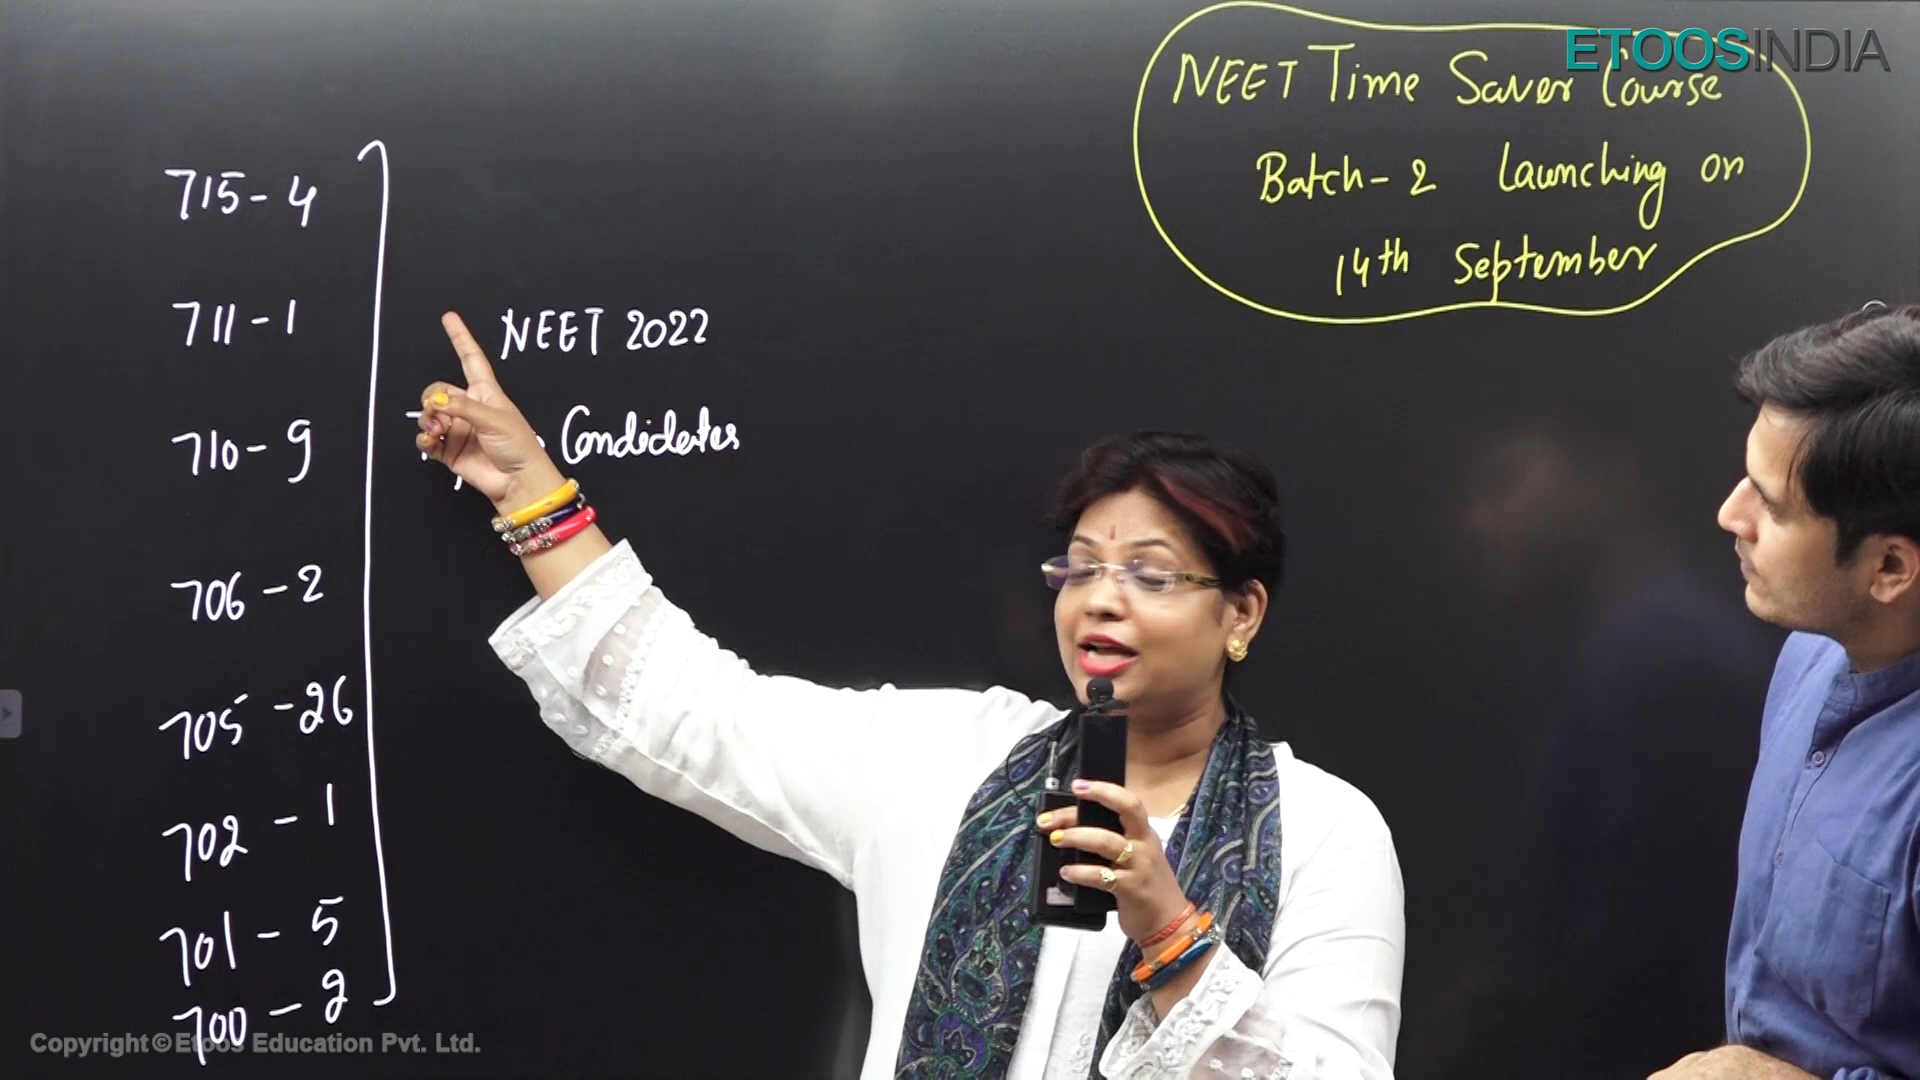 ETOOSINDIA
NEET Time Saver Course
Batch-2 Launching on
14th September
715-4
711-1
710-9
706-2
705-26
702-1
701-5
700-2
NEET 2022
Candidates
Copyright © Etoos Education Pvt. Ltd.